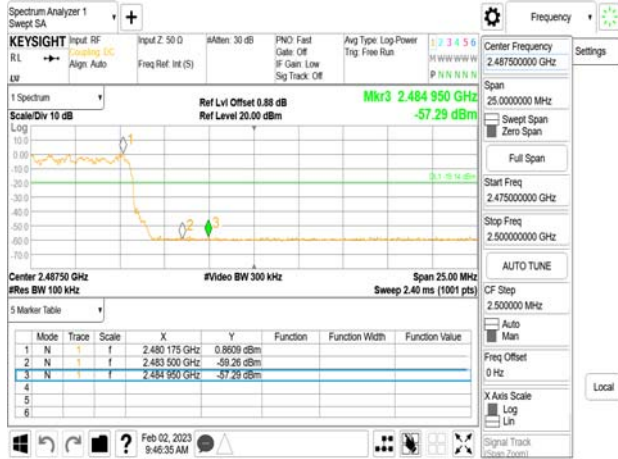 Spectrum Analyzer 1
Swept SA
Frequency
Settings
KEYSIGHT
Input: RF
Coupling: DC
Align: Auto
Input Z: 50 Ω
Freq Ref: Int (S)
#Atten: 30 dB
PNO: Fast
Gate: Off
IF Gain: Low
Sig Track: Off
Avg Type: Log-Power
Trig: Free Run
1 2 3 4 5 6
M W W W W W
P N N N N N
RL
1 Spectrum
Scale/Div 10 dB
Ref Lvl Offset 0.88 dB
Ref Level 20.00 dBm
Mkr3 2.484 950 GHz
-57.29 dBm
Log
10.0
0.00
-10.0
-20.0
-30.0
-40.0
-50.0
-60.0
-70.0
1
2
3
DL1 -19.14 dBm
Center 2.48750 GHz
#Res BW 100 kHz
#Video BW 300 kHz
Span 25.00 MHz
Sweep 2.40 ms (1001 pts)
5 Marker Table
Mode Trace Scale X Y Function Function Width Function Value
1 N 1 f 2.480 175 GHz 0.8609 dBm
2 N 1 f 2.483 500 GHz -59.26 dBm
3 N 1 f 2.484 950 GHz -57.29 dBm
4
5
6
Feb 02, 2023
9:46:35 AM
Center Frequency
2.487500000 GHz
Span
25.0000000 MHz
Swept Span
Zero Span
Full Span
Start Freq
2.475000000 GHz
Stop Freq
2.500000000 GHz
AUTO TUNE
CF Step
2.500000 MHz
Auto
Man
Freq Offset
0 Hz
X Axis Scale
Log
Lin
Signal Track
(Span Zoom)
Local